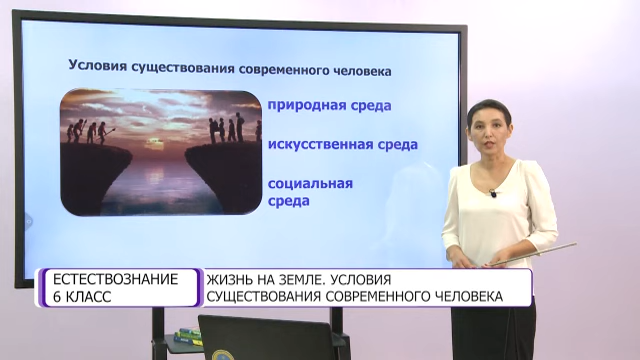 Условия существования современного человека
природная среда
искусственная среда
социальная
среда
ЕСТЕСТВОЗНАНИЕ
6 КЛАСС
ЖИЗНЬ НА ЗЕМЛЕ. УСЛОВИЯ
СУЩЕСТВОВАНИЯ СОВРЕМЕННОГО ЧЕЛОВЕКА